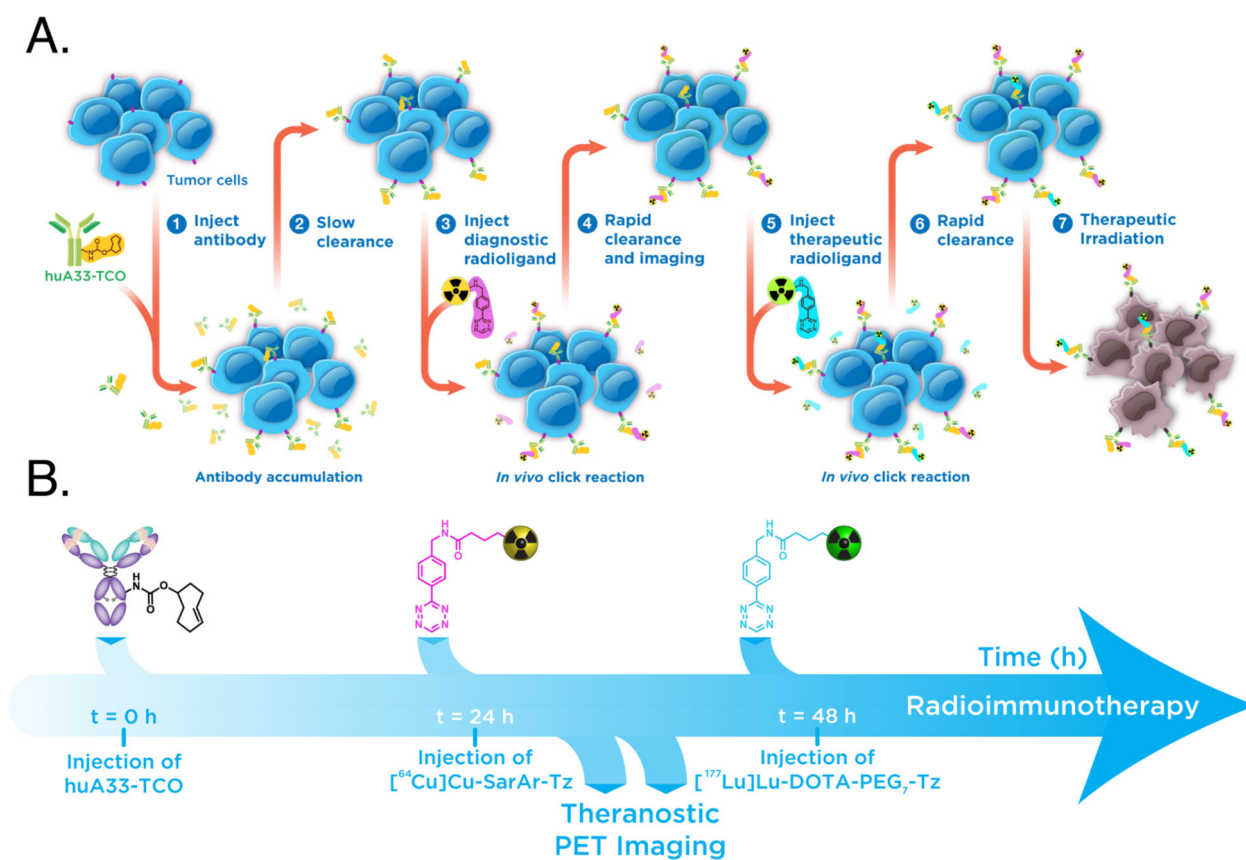 A.
Tumor cells
huA33-TCO
1 Inject
antibody
2 Slow
clearance
3 Inject
diagnostic
radioligand
4 Rapid
clearance
and imaging
5 Inject
therapeutic
radioligand
6 Rapid
clearance
7 Therapeutic
Irradiation
Antibody accumulation
In vivo click reaction
In vivo click reaction
B.
H
N
O
O
H
N
O
N N
N N
H
N
O
N N
N N
Time (h)
Radioimmunotherapy
t = 0 h
t = 24 h
t = 48 h
Injection of
huA33-TCO
Injection of
[⁶⁴Cu]Cu-SarAr-Tz
Injection of
[¹⁷⁷Lu]Lu-DOTA-PEG₇-Tz
Theranostic
PET Imaging